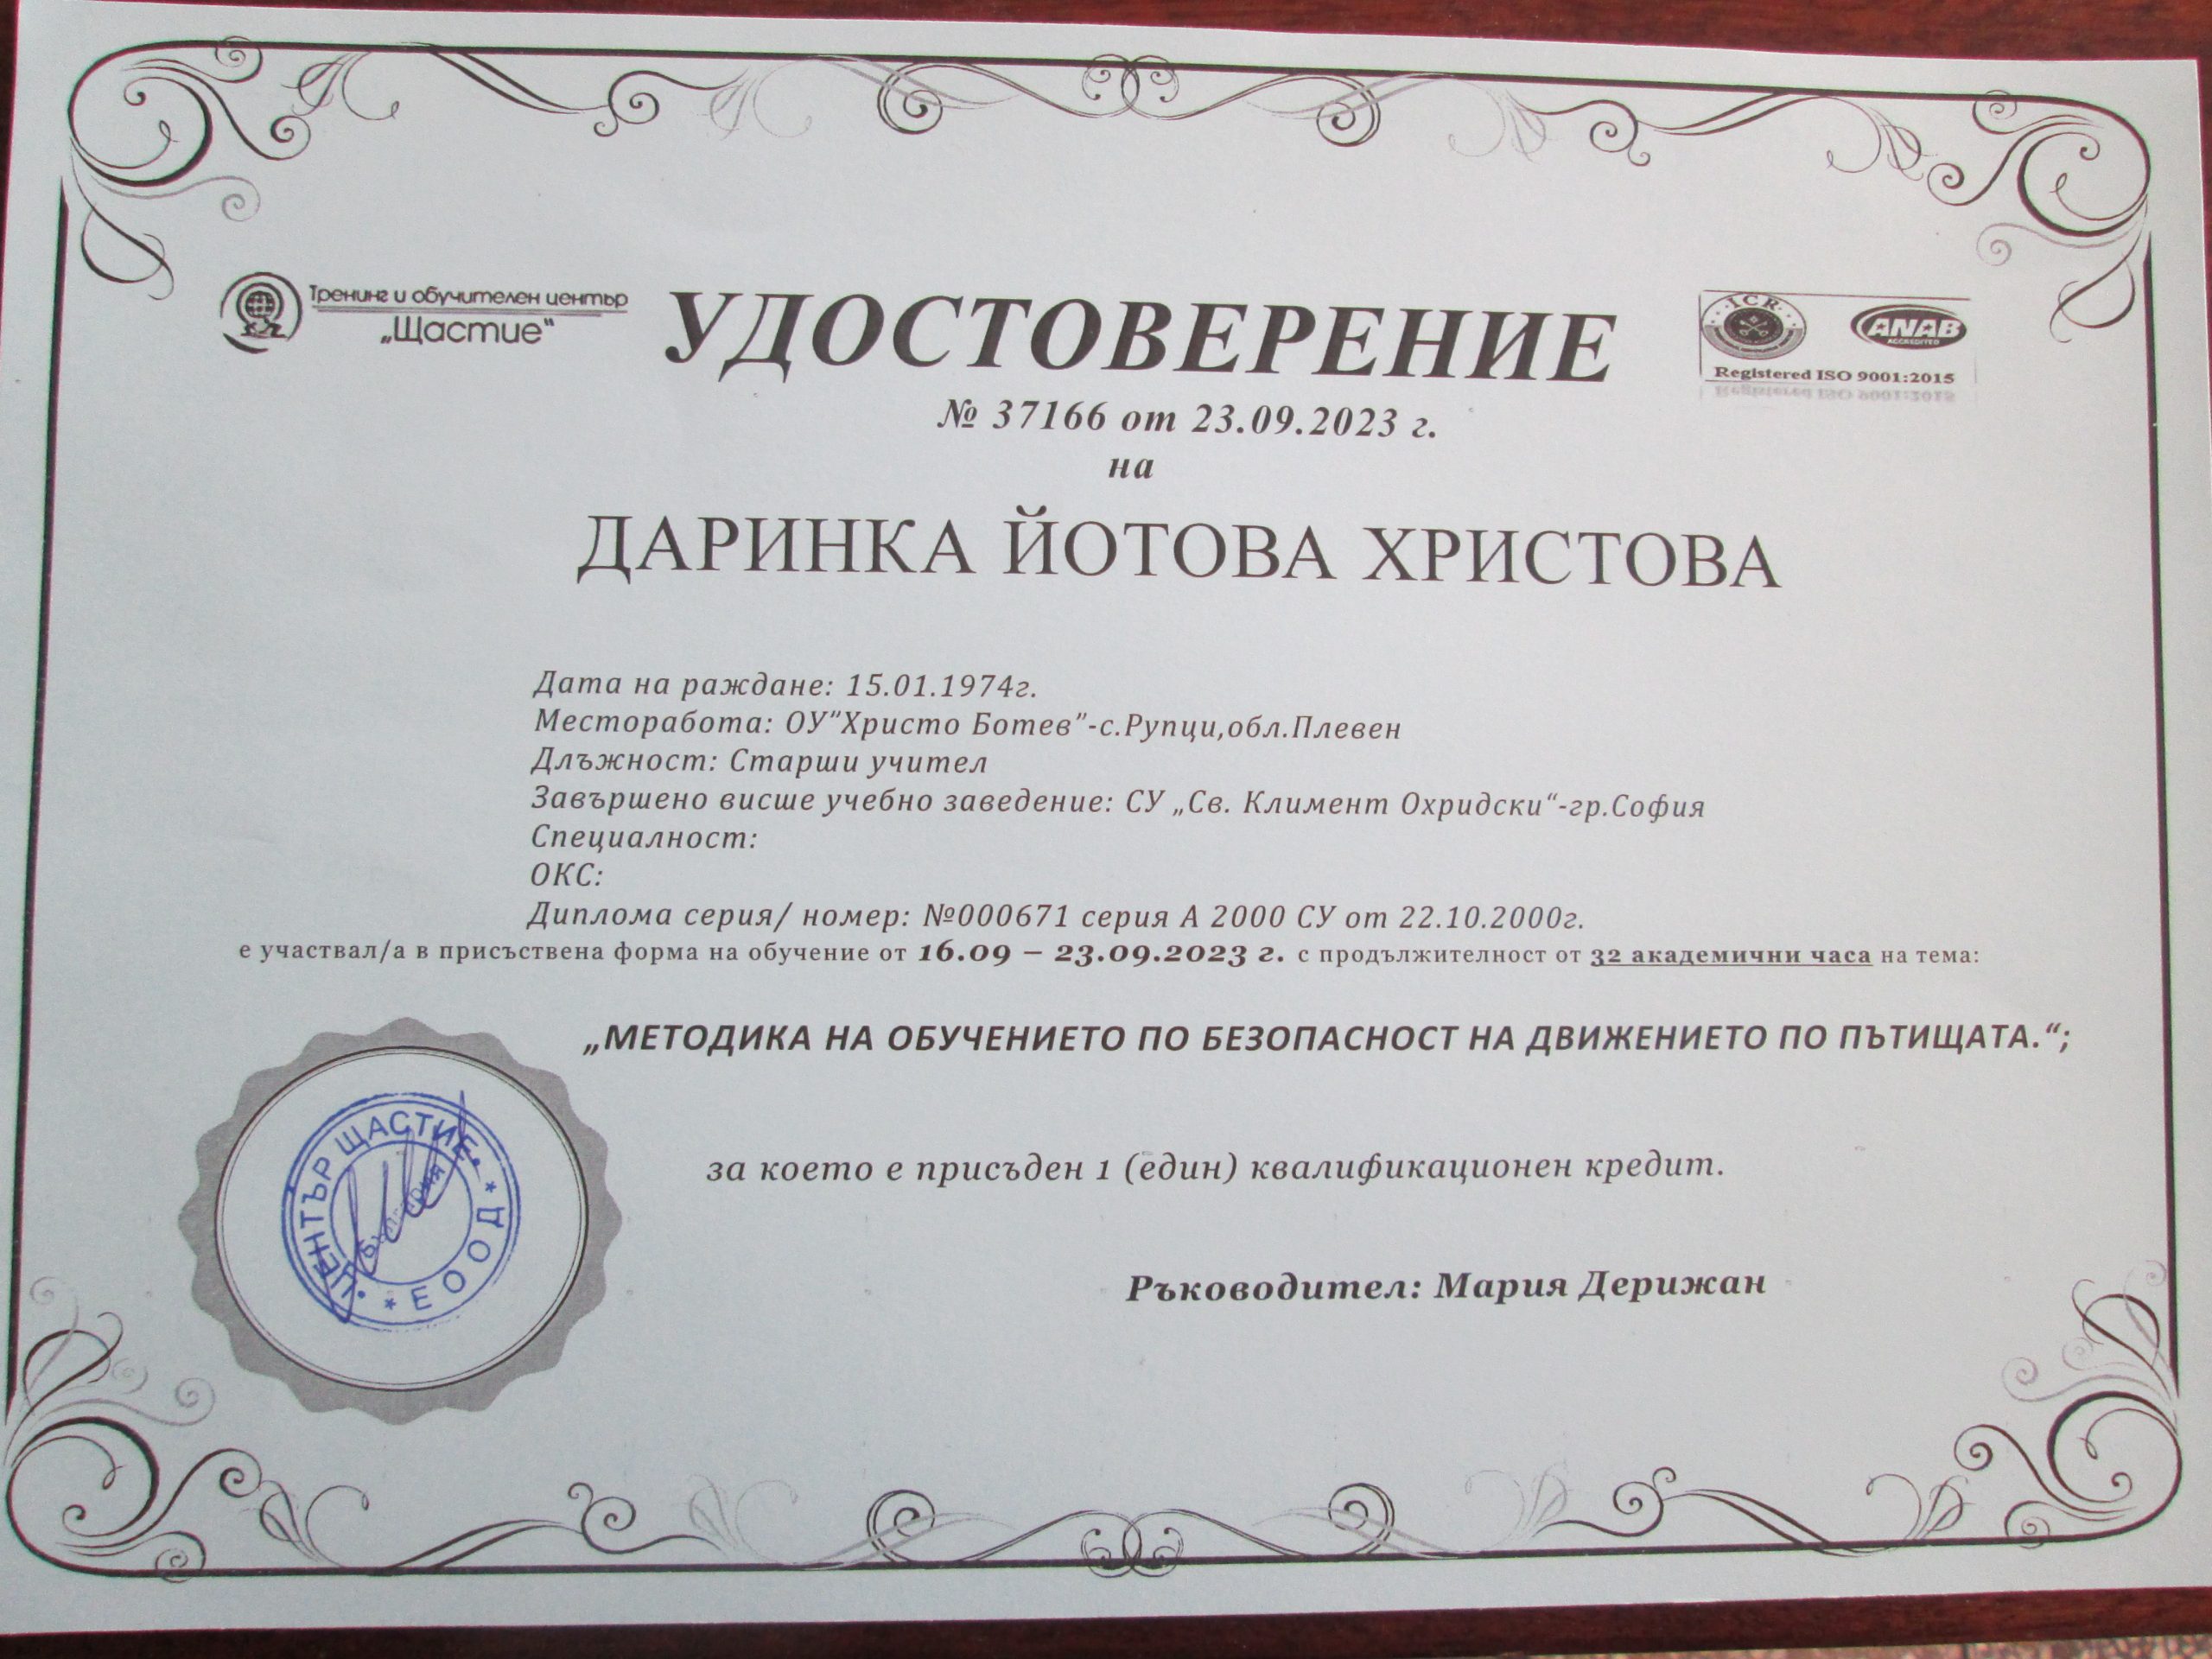 Тренинг и обучителен център
„Щастие“
УДОСТОВЕРЕНИЕ
I C R
ANAB
ACCREDITED
Registered ISO 9001:2015
№ 37166 от 23.09.2023 г.
на
ДАРИНКА ЙОТОВА ХРИСТОВА
Дата на раждане: 15.01.1974г.
Месторабота: ОУ"Христо Ботев"-с.Рупци,обл.Плевен
Длъжност: Старши учител
Завършено висше учебно заведение: СУ „Св. Климент Охридски“-гр.София
Специалност:
ОКС:
Диплома серия/ номер: №000671 серия А 2000 СУ от 22.10.2000г.
е участвал/а в присъствена форма на обучение от 16.09 – 23.09.2023 г. с продължителност от 32 академични часа на тема:
„МЕТОДИКА НА ОБУЧЕНИЕТО ПО БЕЗОПАСНОСТ НА ДВИЖЕНИЕТО ПО ПЪТИЩАТА.“;
ЦЕНТЪР ЩАСТИЕ
* ЕООД *
за което е присъден 1 (един) квалификационен кредит.
Ръководител: Мария Дерижан